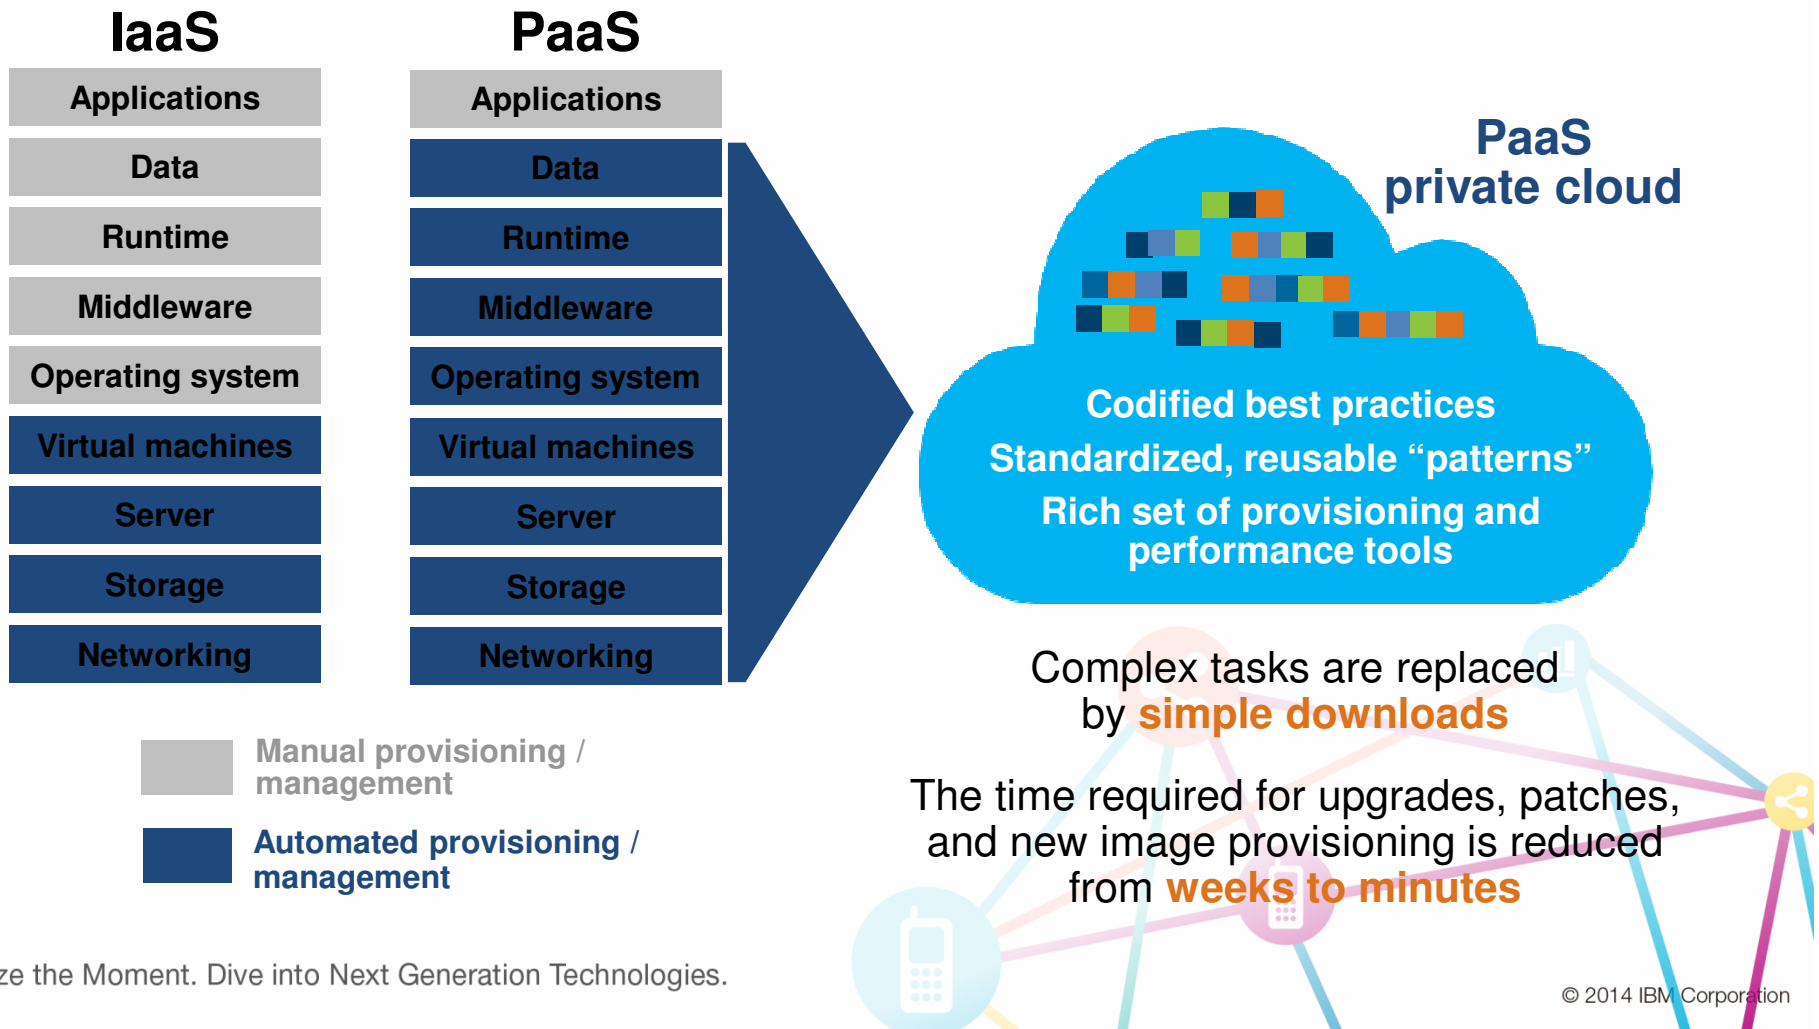 IaaS
Applications
Data
Runtime
Middleware
Operating system
Virtual machines
Server
Storage
Networking
PaaS
Applications
Data
Runtime
Middleware
Operating system
Virtual machines
Server
Storage
Networking
Manual provisioning /
management
Automated provisioning /
management
PaaS
private cloud
Codified best practices
Standardized, reusable “patterns”
Rich set of provisioning and
performance tools
Complex tasks are replaced
by simple downloads
The time required for upgrades, patches,
and new image provisioning is reduced
from weeks to minutes
the Moment. Dive into Next Generation Technologies.
© 2014 IBM Corporation